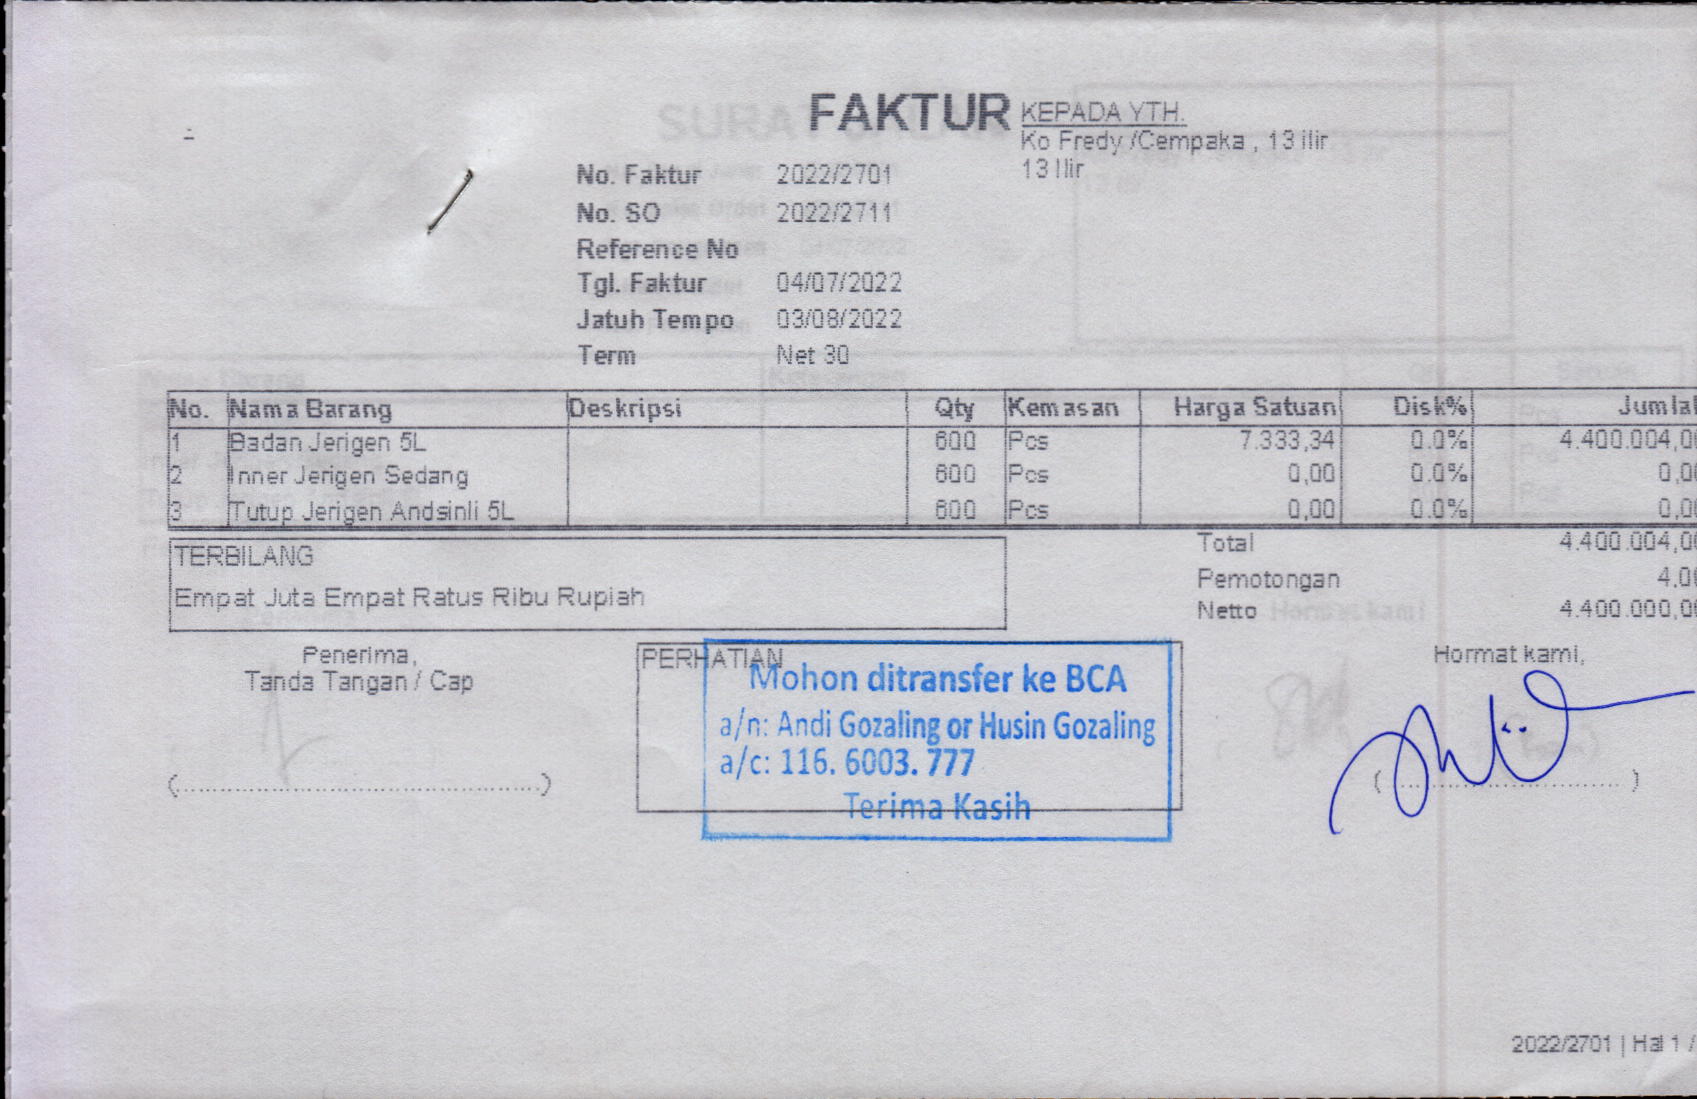 FAKTUR
KEPADA YTH.
Ko Fredy /Cempaka , 13 ilir
13 Ilir
No. Faktur 2022/2701
No. SO 2022/2711
Reference No
Tgl. Faktur 04/07/2022
Jatuh Tempo 03/08/2022
Term Net 30
No. Nama Barang Deskripsi Qty Kemasan Harga Satuan Disk% Jumlal
1 Badan Jerigen 5L 600 Pcs 7.333,34 0.0% 4.400.004,0
2 Inner Jerigen Sedang 600 Pcs 0,00 0.0% 0,0
3 Tutup Jerigen Andsinli 5L 600 Pcs 0,00 0.0% 0,0
TERBILANG
Empat Juta Empat Ratus Ribu Rupiah
Total 4.400.004,0
Pemotongan 4.0
Netto 4.400.000,0
Penerima,
Tanda Tangan / Cap
PERHATIAN
Mohon ditransfer ke BCA
a/n: Andi Gozaling or Husin Gozaling
a/c: 116. 6003. 777
Terima Kasih
Hormat kami,
2022/2701 | Hal 1 /